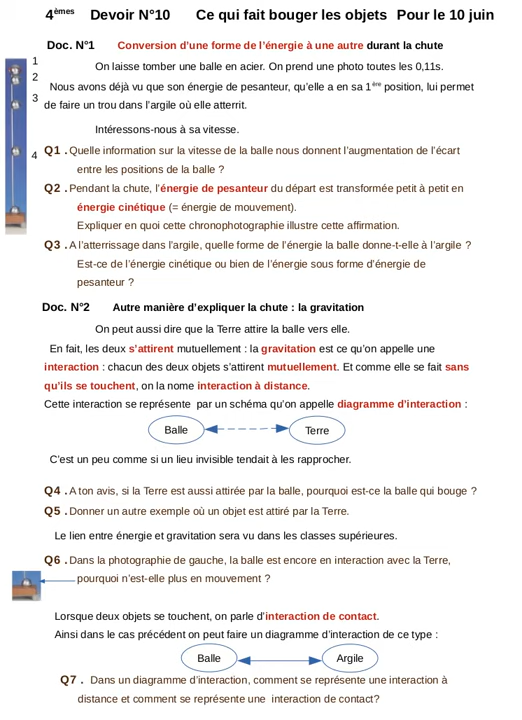 4èmes Devoir N°10 Ce qui fait bouger les objets Pour le 10 juin
Doc. N°1 Conversion d'une forme de l'énergie à une autre durant la chute
1
On laisse tomber une balle en acier. On prend une photo toutes les 0,11s.
2
Nous avons déjà vu que son énergie de pesanteur, qu'elle a en sa 1ère position, lui permet
3
de faire un trou dans l'argile où elle atterrit.
Intéressons-nous à sa vitesse.
4
Q1 . Quelle information sur la vitesse de la balle nous donnent l'augmentation de l'écart
entre les positions de la balle ?
Q2 . Pendant la chute, l'énergie de pesanteur du départ est transformée petit à petit en
énergie cinétique (= énergie de mouvement).
Expliquer en quoi cette chronophotographie illustre cette affirmation.
Q3 . A l'atterrissage dans l'argile, quelle forme de l'énergie la balle donne-t-elle à l'argile ?
Est-ce de l'énergie cinétique ou bien de l'énergie sous forme d'énergie de
pesanteur ?
Doc. N°2 Autre manière d'expliquer la chute : la gravitation
On peut aussi dire que la Terre attire la balle vers elle.
En fait, les deux s'attirent mutuellement : la gravitation est ce qu'on appelle une
interaction : chacun des deux objets s'attirent mutuellement. Et comme elle se fait sans
qu'ils se touchent, on la nome interaction à distance.
Cette interaction se représente par un schéma qu'on appelle diagramme d'interaction :
Balle Terre
C'est un peu comme si un lieu invisible tendait à les rapprocher.
Q4 . A ton avis, si la Terre est aussi attirée par la balle, pourquoi est-ce la balle qui bouge ?
Q5 . Donner un autre exemple où un objet est attiré par la Terre.
Le lien entre énergie et gravitation sera vu dans les classes supérieures.
Q6 . Dans la photographie de gauche, la balle est encore en interaction avec la Terre,
pourquoi n'est-elle plus en mouvement ?
Lorsque deux objets se touchent, on parle d'interaction de contact.
Ainsi dans le cas précédent on peut faire un diagramme d'interaction de ce type :
Balle Argile
Q7 . Dans un diagramme d'interaction, comment se représente une interaction à
distance et comment se représente une interaction de contact?